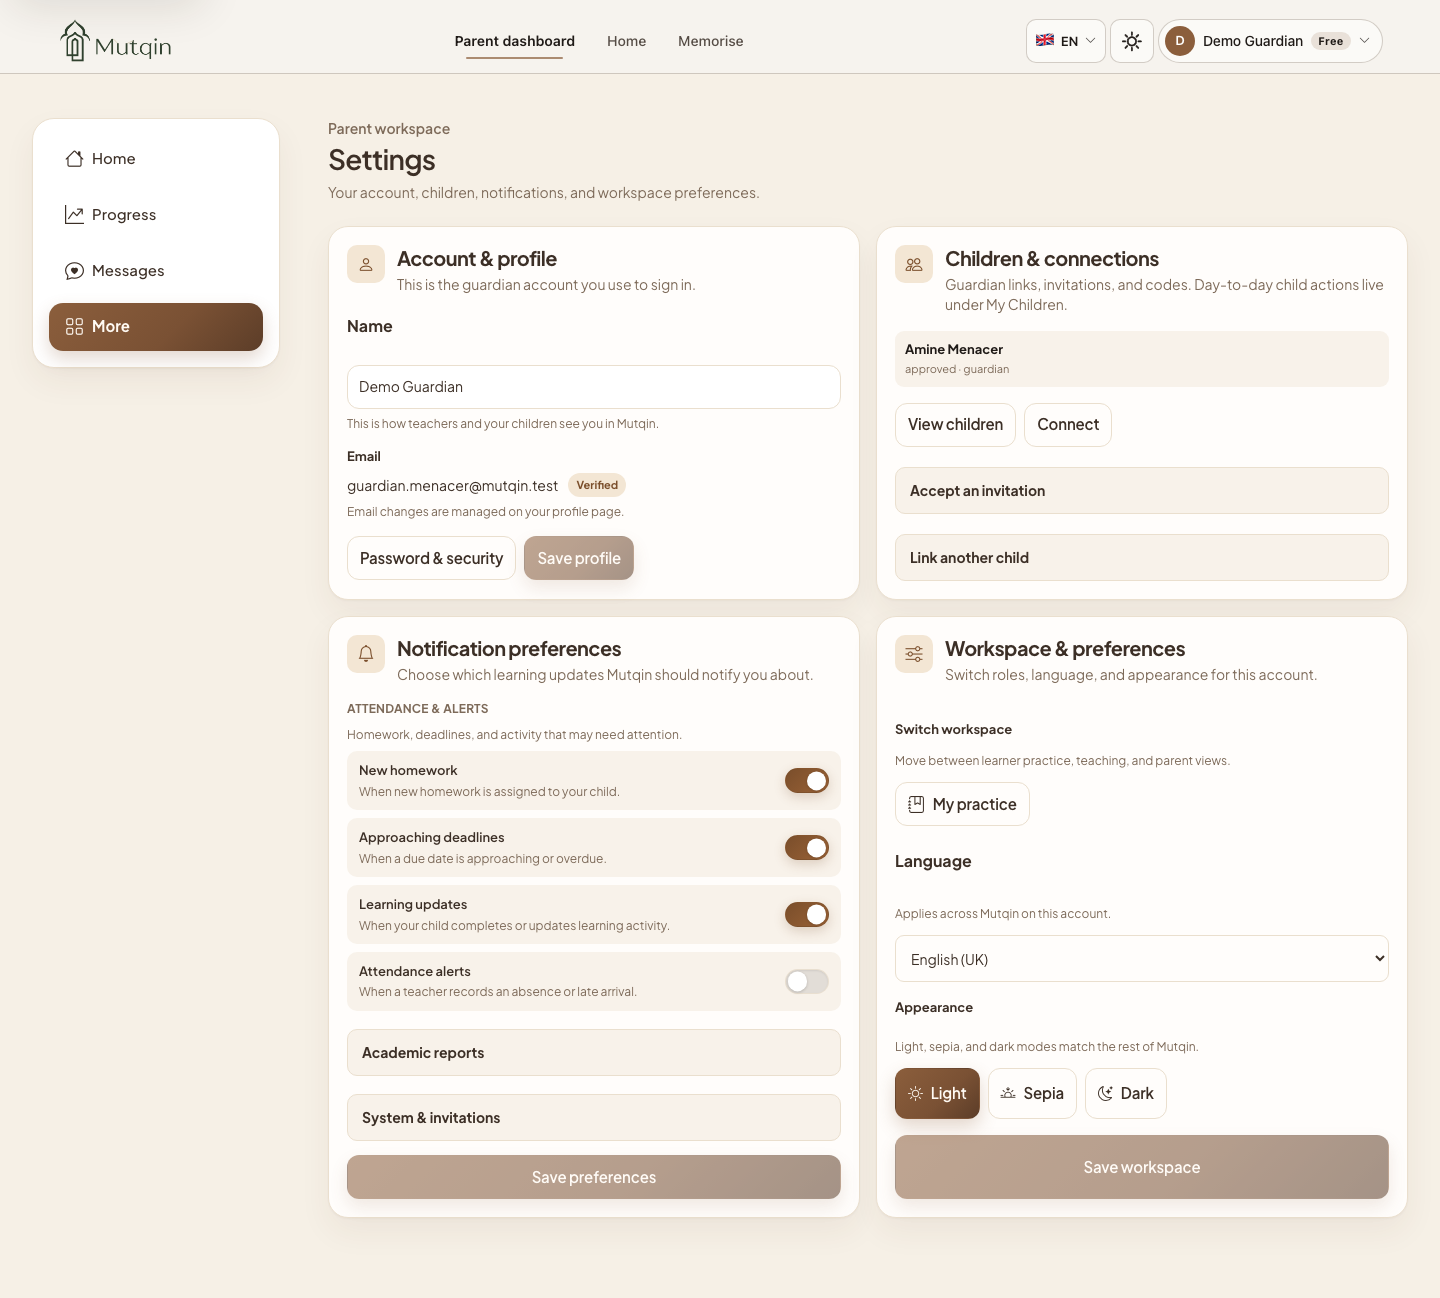 Mutqin
Parent dashboard
Home
Memorise
EN
D
Demo Guardian
Free
Home
Progress
Messages
More
Parent workspace
Settings
Your account, children, notifications, and workspace preferences.
Account & profile
This is the guardian account you use to sign in.
Name
Demo Guardian
This is how teachers and your children see you in Mutqin.
Email
guardian.menacer@mutqin.test
Verified
Email changes are managed on your profile page.
Password & security
Save profile
Children & connections
Guardian links, invitations, and codes. Day-to-day child actions live
under My Children.
Amine Menacer
approved · guardian
View children
Connect
Accept an invitation
Link another child
Notification preferences
Choose which learning updates Mutqin should notify you about.
ATTENDANCE & ALERTS
Homework, deadlines, and activity that may need attention.
New homework
When new homework is assigned to your child.
Approaching deadlines
When a due date is approaching or overdue.
Learning updates
When your child completes or updates learning activity.
Attendance alerts
When a teacher records an absence or late arrival.
Academic reports
System & invitations
Save preferences
Workspace & preferences
Switch roles, language, and appearance for this account.
Switch workspace
Move between learner practice, teaching, and parent views.
My practice
Language
Applies across Mutqin on this account.
English (UK)
Appearance
Light, sepia, and dark modes match the rest of Mutqin.
Light
Sepia
Dark
Save workspace